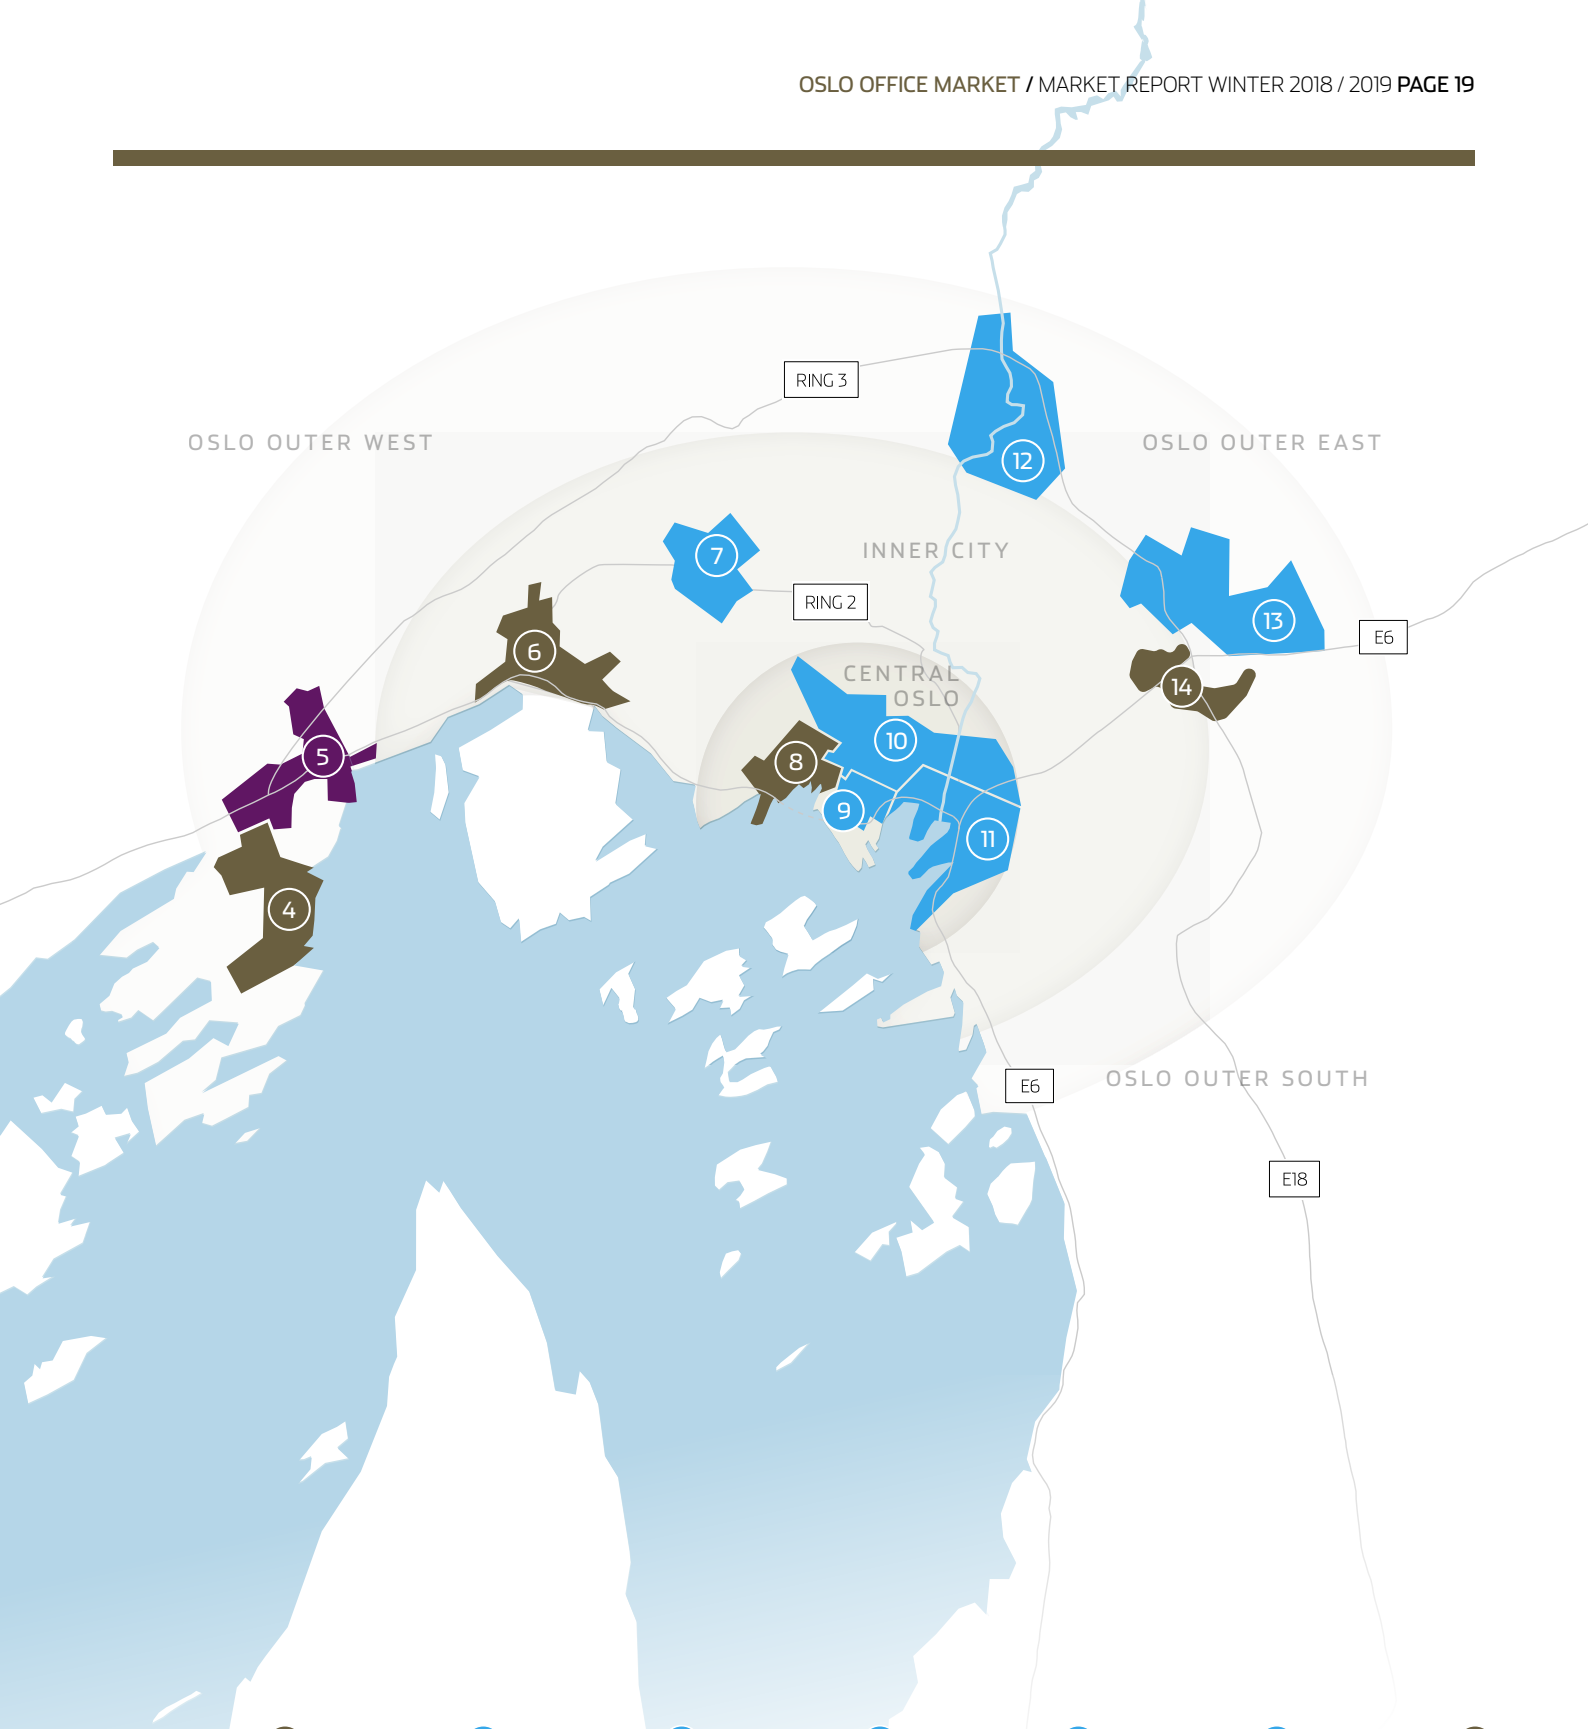 OSLO OFFICE MARKET / MARKET REPORT WINTER 2018 / 2019 PAGE 19
RING 3
OSLO OUTER WEST
OSLO OUTER EAST
12
INNER CITY
7
RING 2
13
E6
6
CENTRAL
OSLO
14
10
5
8
9
11
4
E6
OSLO OUTER SOUTH
E18